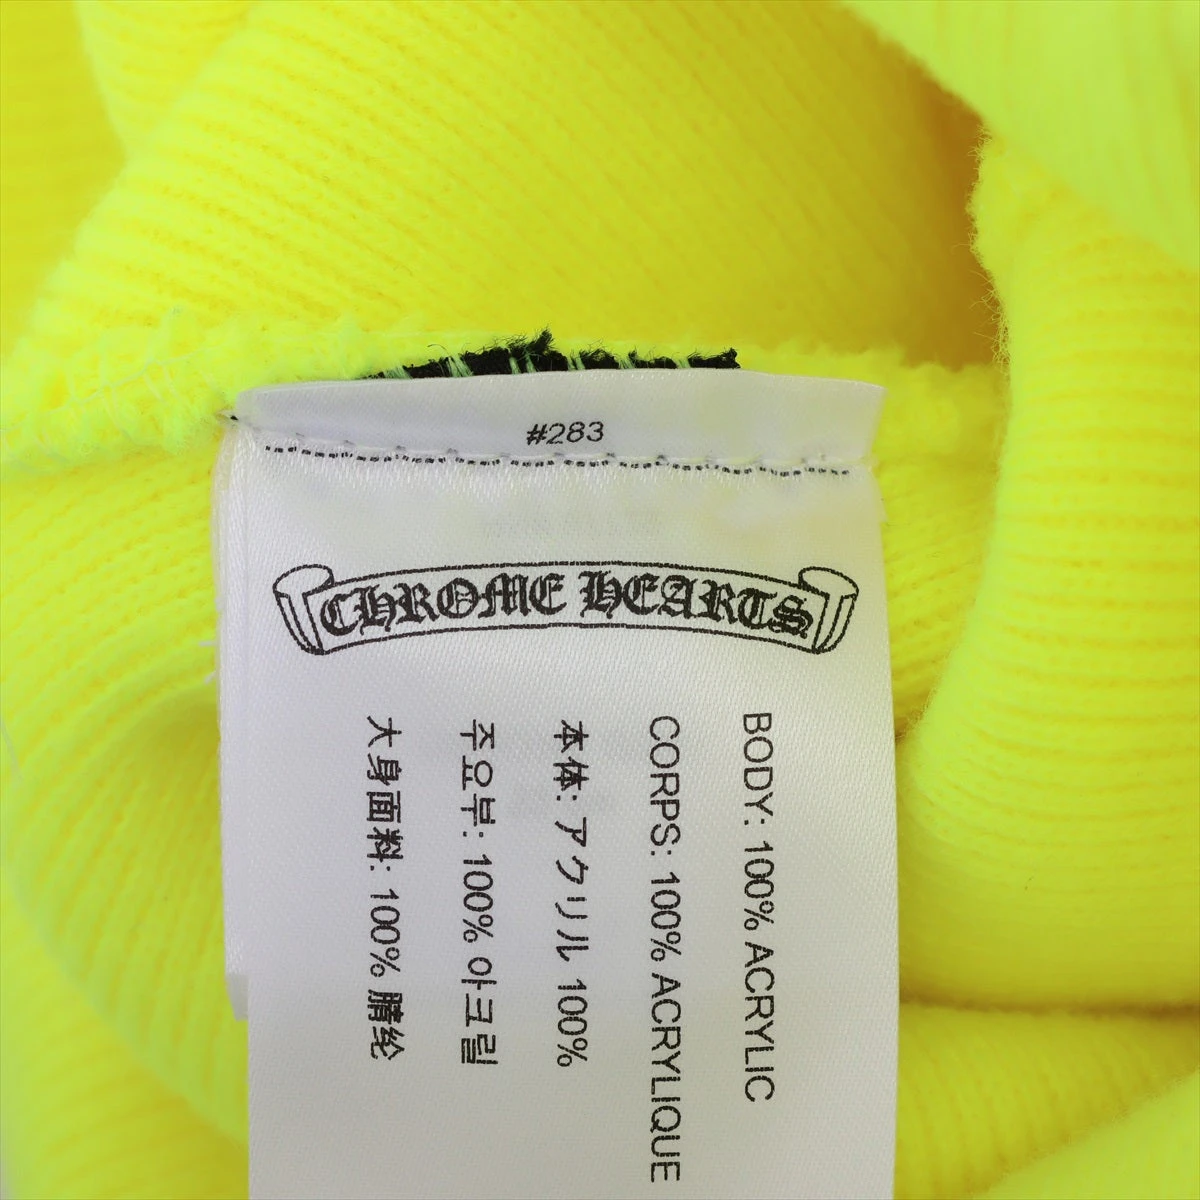 #283
CHROME HEARTS
BODY: 100% ACRYLIC
CORPS: 100% ACRYLIQUE
本体: アクリル 100%
주요부: 100% 아크릴
大身面料: 100% 腈纶